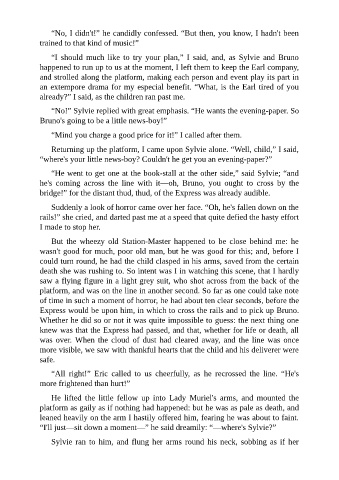 “No, I didn't!” he candidly confessed. “But then, you know, I hadn't been
trained to that kind of music!”
“I should much like to try your plan,” I said, and, as Sylvie and Bruno
happened to run up to us at the moment, I left them to keep the Earl company,
and strolled along the platform, making each person and event play its part in
an extempore drama for my especial benefit. “What, is the Earl tired of you
already?” I said, as the children ran past me.
“No!” Sylvie replied with great emphasis. “He wants the evening-paper. So
Bruno's going to be a little news-boy!”
“Mind you charge a good price for it!” I called after them.
Returning up the platform, I came upon Sylvie alone. “Well, child,” I said,
“where's your little news-boy? Couldn't he get you an evening-paper?”
“He went to get one at the book-stall at the other side,” said Sylvie; “and
he's coming across the line with it—oh, Bruno, you ought to cross by the
bridge!” for the distant thud, thud, of the Express was already audible.
Suddenly a look of horror came over her face. “Oh, he's fallen down on the
rails!” she cried, and darted past me at a speed that quite defied the hasty effort
I made to stop her.
But the wheezy old Station-Master happened to be close behind me: he
wasn't good for much, poor old man, but he was good for this; and, before I
could turn round, he had the child clasped in his arms, saved from the certain
death she was rushing to. So intent was I in watching this scene, that I hardly
saw a flying figure in a light grey suit, who shot across from the back of the
platform, and was on the line in another second. So far as one could take note
of time in such a moment of horror, he had about ten clear seconds, before the
Express would be upon him, in which to cross the rails and to pick up Bruno.
Whether he did so or not it was quite impossible to guess: the next thing one
knew was that the Express had passed, and that, whether for life or death, all
was over. When the cloud of dust had cleared away, and the line was once
more visible, we saw with thankful hearts that the child and his deliverer were
safe.
“All right!” Eric called to us cheerfully, as he recrossed the line. “He's
more frightened than hurt!”
He lifted the little fellow up into Lady Muriel's arms, and mounted the
platform as gaily as if nothing had happened: but he was as pale as death, and
leaned heavily on the arm I hastily offered him, fearing he was about to faint.
“I'll just—sit down a moment—” he said dreamily: “—where's Sylvie?”
Sylvie ran to him, and flung her arms round his neck, sobbing as if her